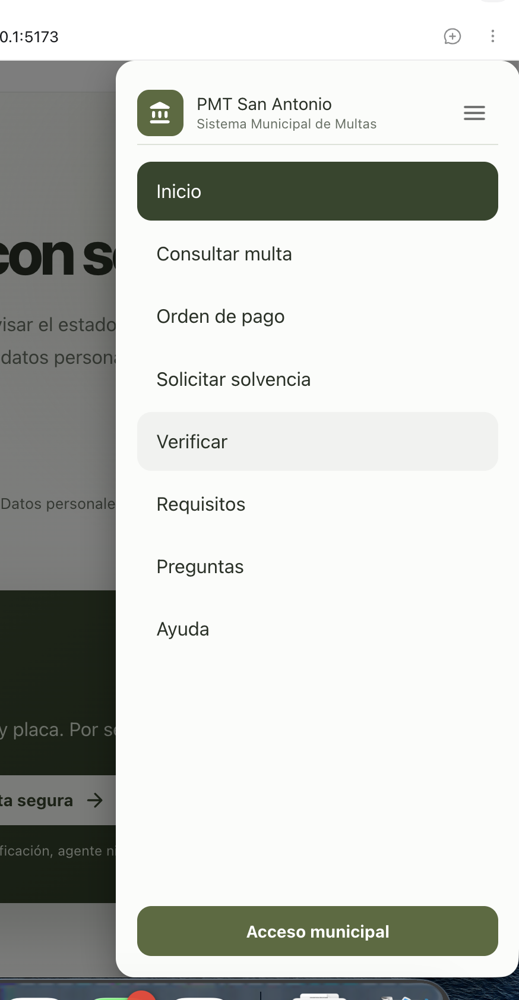 0.1:5173
PMT San Antonio
Sistema Municipal de Multas
Inicio
Consultar multa
Orden de pago
Solicitar solvencia
Verificar
Requisitos
Preguntas
Ayuda
Acceso municipal
con s
visar el estado
datos persona
Datos personale
y placa. Por se
ta segura
ficación, agente ni